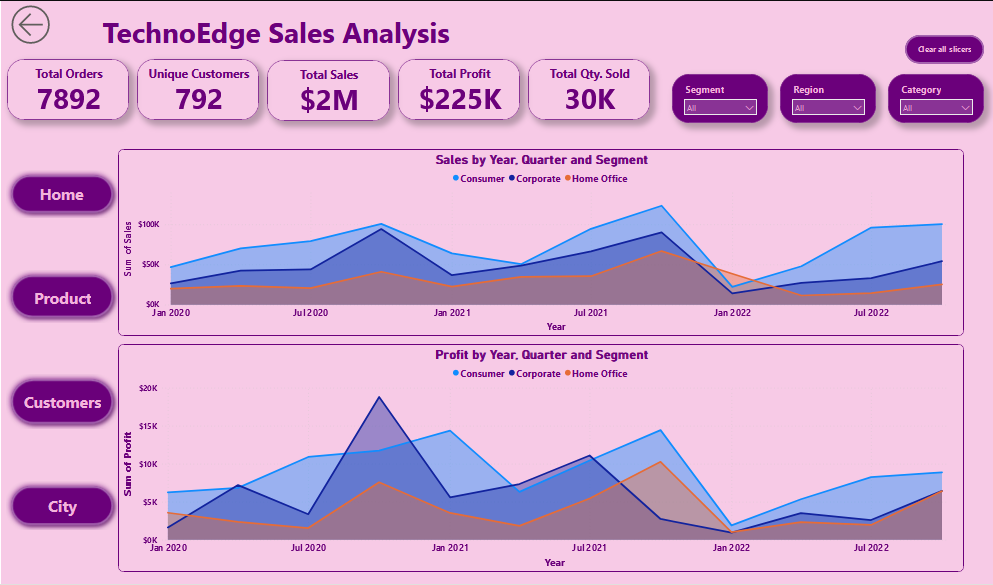 TechnoEdge Sales Analysis
Clear all slicers
Total Orders
7892
Unique Customers
792
Total Sales
$2M
Total Profit
$225K
Total Qty. Sold
30K
Segment
All
Region
All
Category
All
Home
Product
Customers
City
Sales by Year, Quarter and Segment
Consumer Corporate Home Office
Sum of Sales
$100K
$50K
$0K
Jan 2020 Jul 2020 Jan 2021 Jul 2021 Jan 2022 Jul 2022
Year
Profit by Year, Quarter and Segment
Consumer Corporate Home Office
Sum of Profit
$20K
$15K
$10K
$5K
$0K
Jan 2020 Jul 2020 Jan 2021 Jul 2021 Jan 2022 Jul 2022
Year